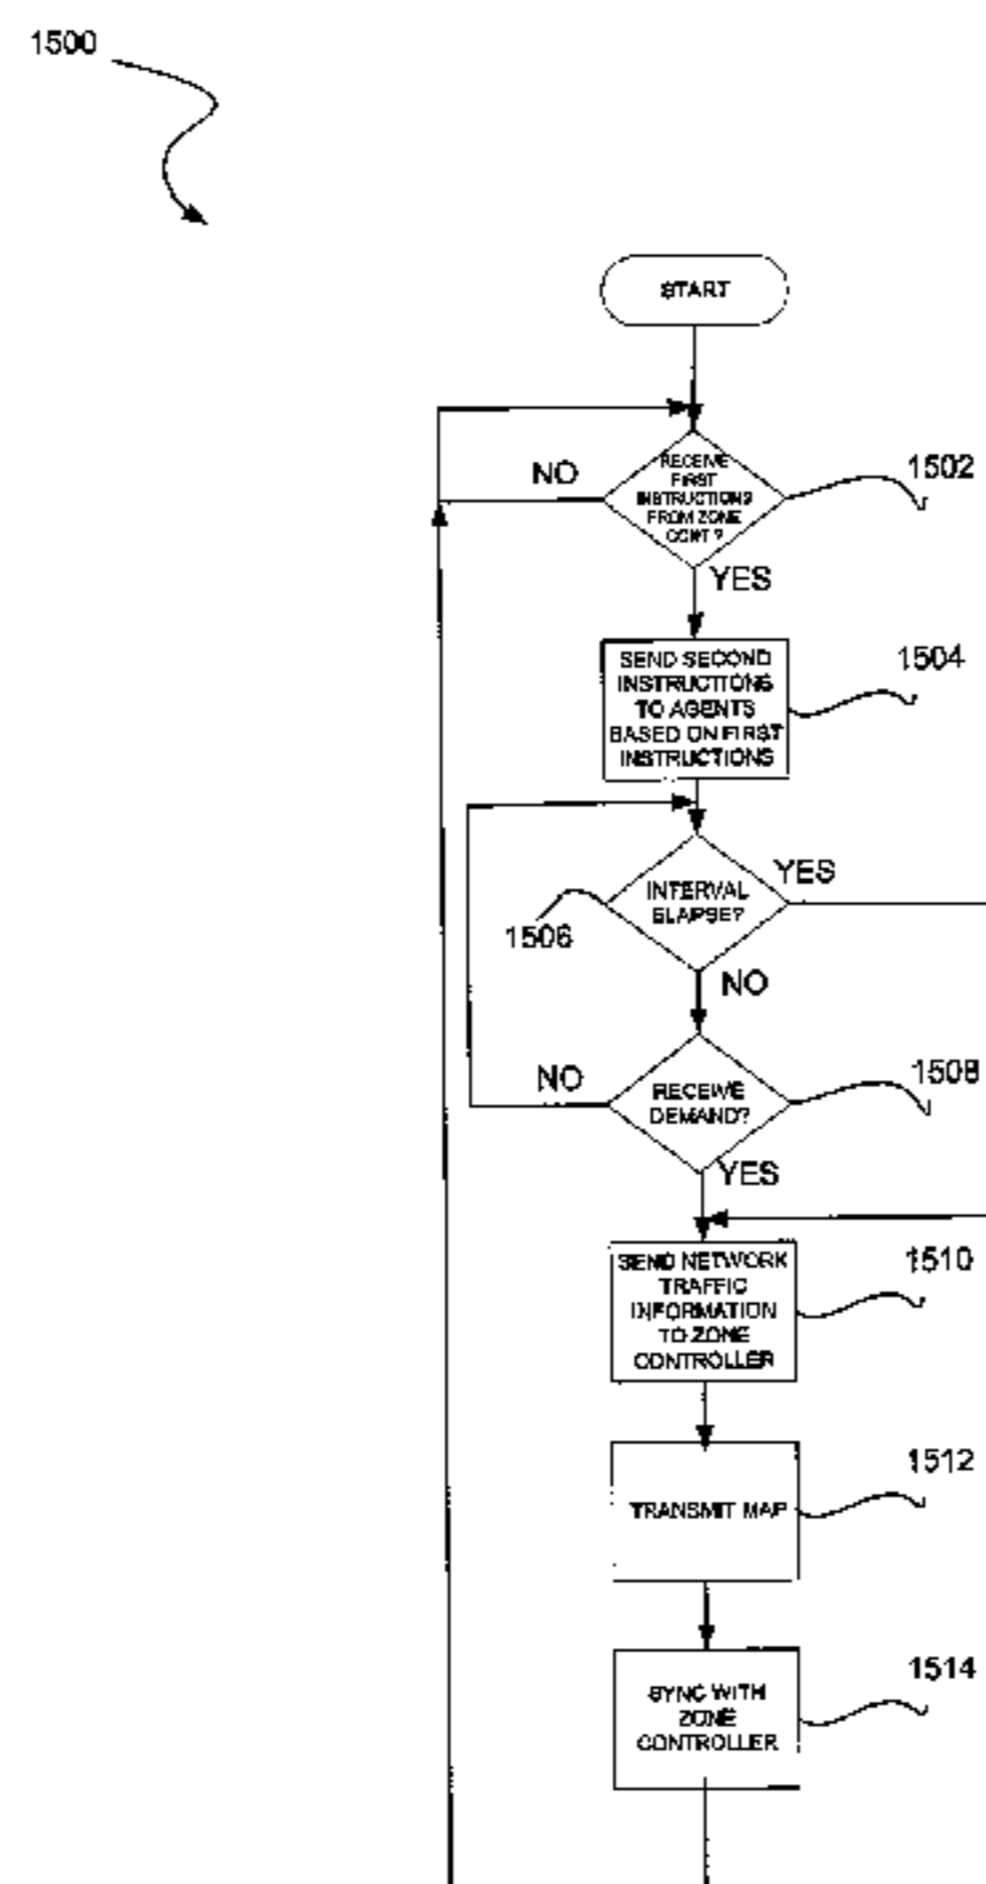 1500
START
NO
RECEIVE
FIRST
INSTRUCTIONS
FROM ZONE
CONT ?
1502
YES
SEND SECOND
INSTRUCTIONS
TO AGENTS
BASED ON FIRST
INSTRUCTIONS
1504
INTERVAL
ELAPSE?
YES
1506
NO
NO
RECEIVE
DEMAND?
1508
YES
SEND NETWORK
TRAFFIC
INFORMATION
TO ZONE
CONTROLLER
1510
TRANSMIT MAP
1512
SYNC WITH
ZONE
CONTROLLER
1514